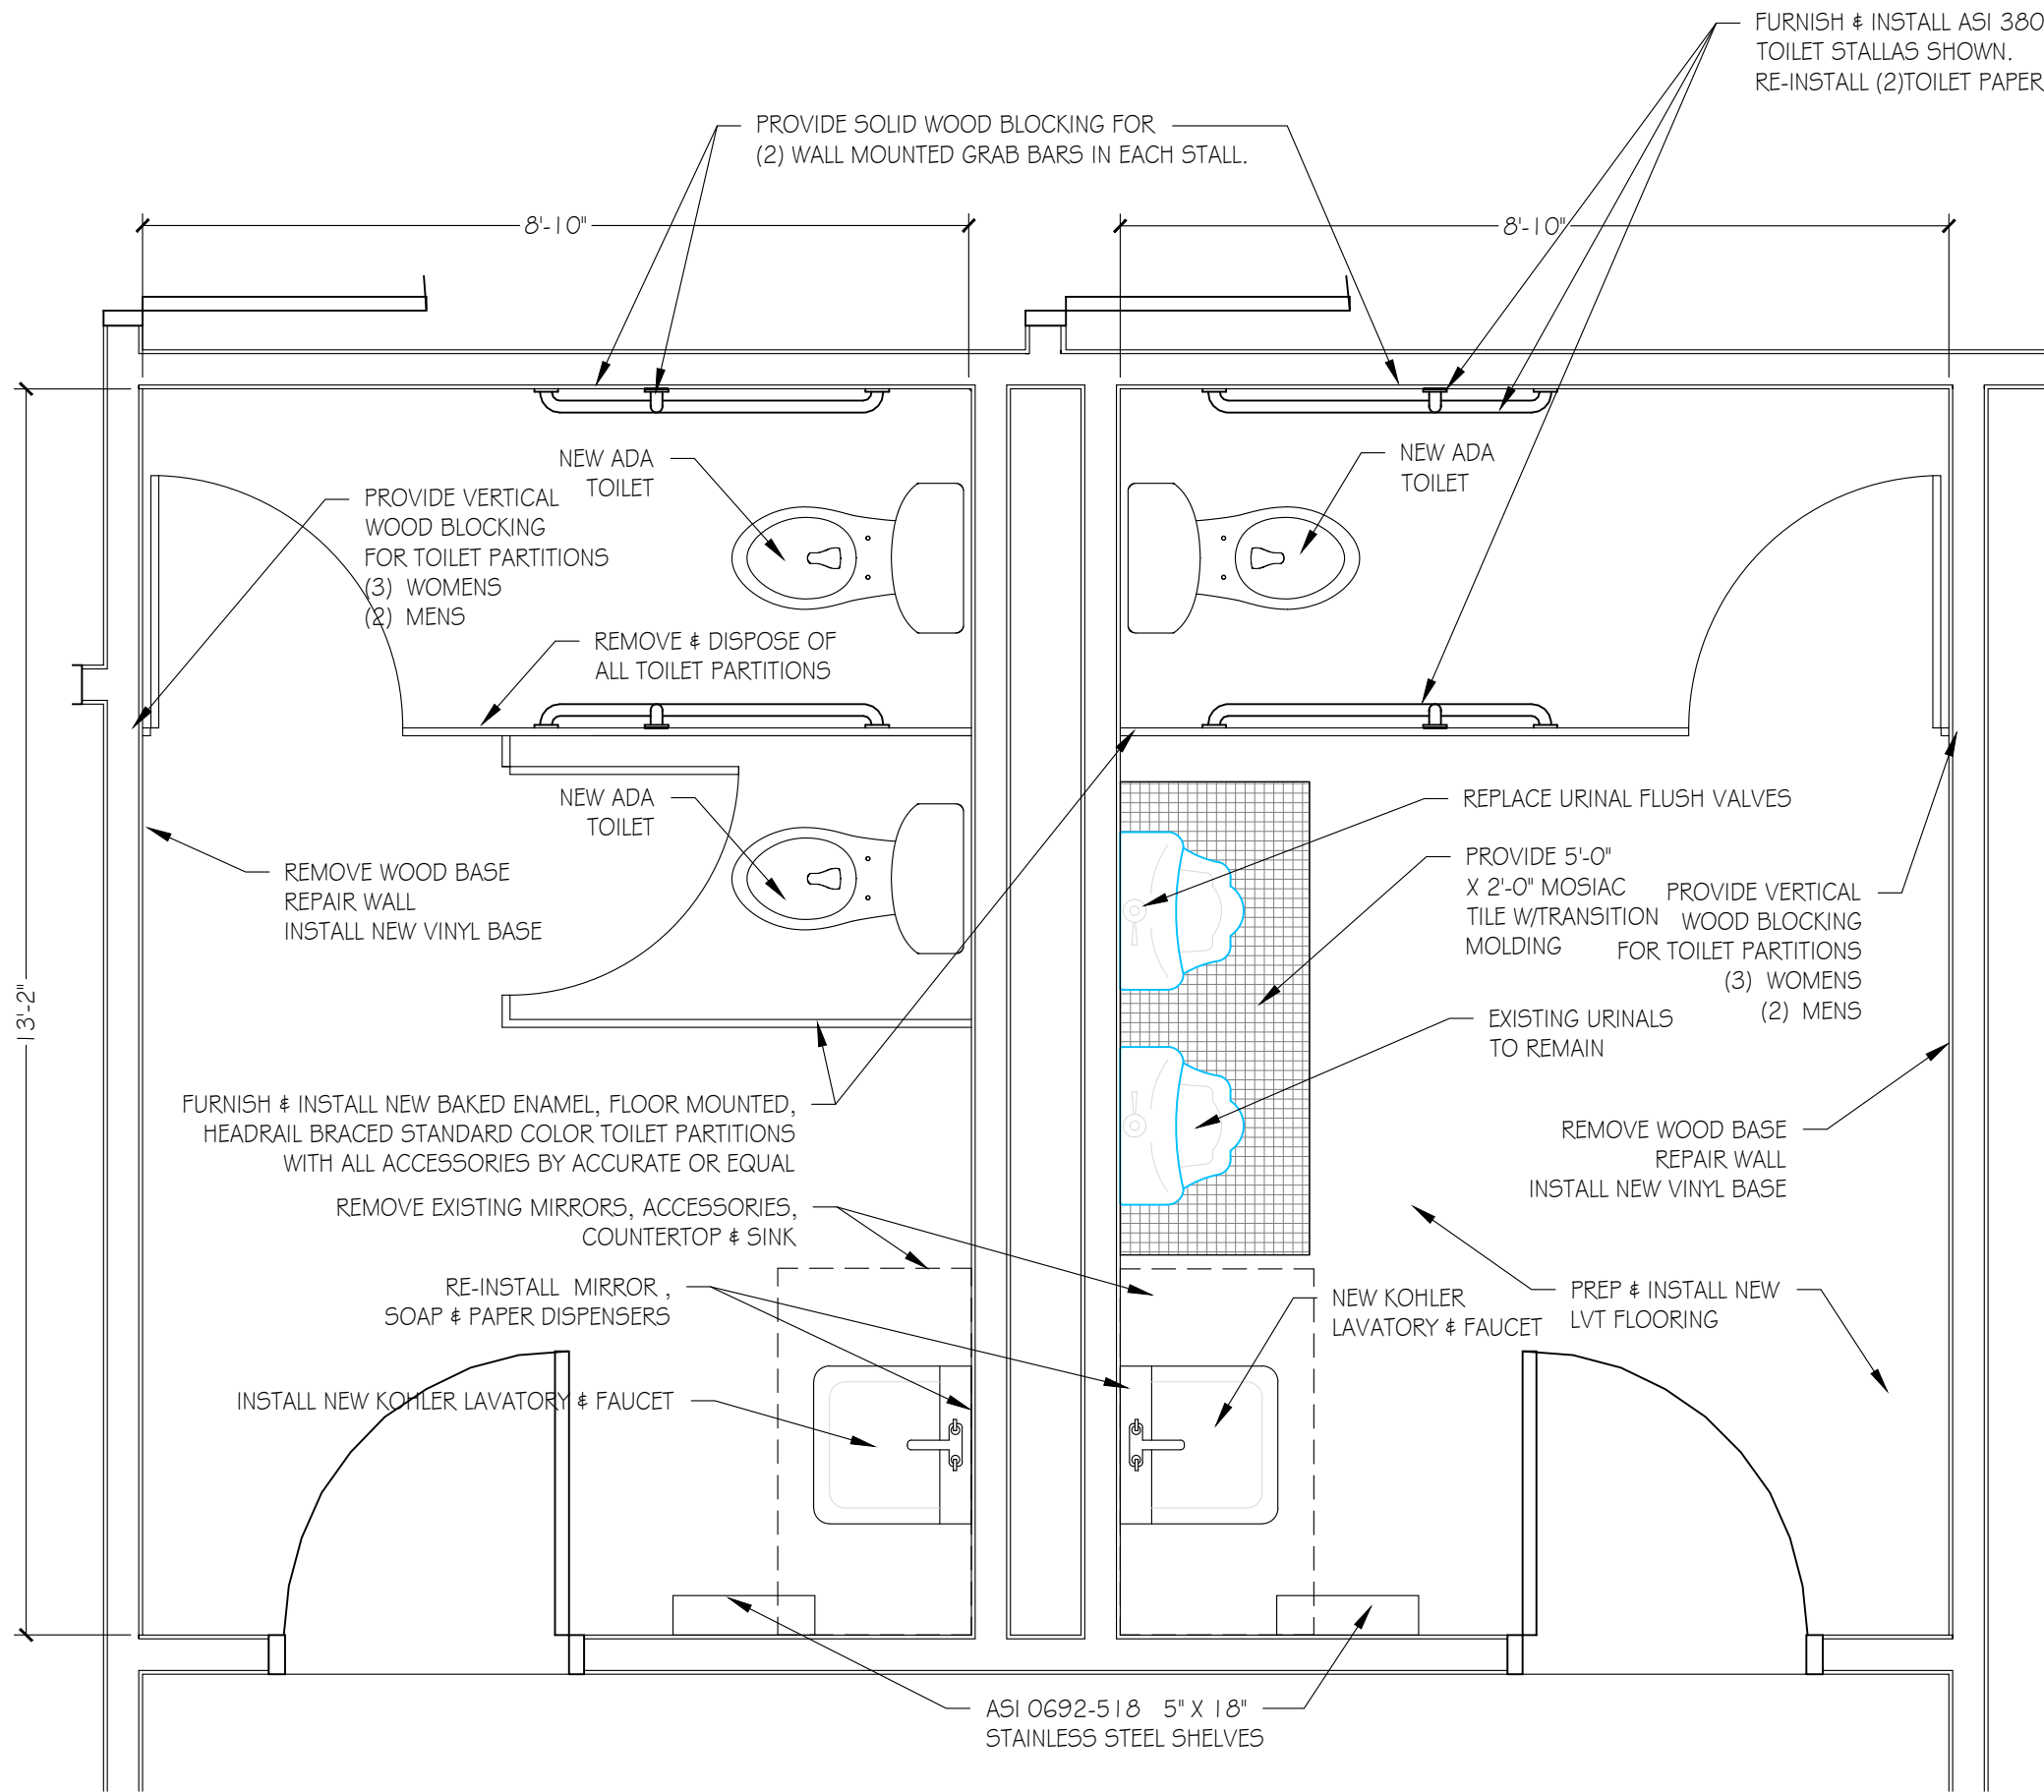 FURNISH & INSTALL ASI 380
TOILET STALLAS SHOWN.
RE-INSTALL (2)TOILET PAPER
PROVIDE SOLID WOOD BLOCKING FOR
(2) WALL MOUNTED GRAB BARS IN EACH STALL.
8'-10"
8'-10"
NEW ADA
TOILET
NEW ADA
TOILET
PROVIDE VERTICAL
WOOD BLOCKING
FOR TOILET PARTITIONS
(3) WOMENS
(2) MENS
REMOVE & DISPOSE OF
ALL TOILET PARTITIONS
NEW ADA
TOILET
REPLACE URINAL FLUSH VALVES
REMOVE WOOD BASE
REPAIR WALL
INSTALL NEW VINYL BASE
PROVIDE 5'-0"
X 2'-0" MOSIAC
TILE W/TRANSITION
MOLDING
PROVIDE VERTICAL
WOOD BLOCKING
FOR TOILET PARTITIONS
(3) WOMENS
(2) MENS
13'-2"
EXISTING URINALS
TO REMAIN
FURNISH & INSTALL NEW BAKED ENAMEL, FLOOR MOUNTED,
HEADRAIL BRACED STANDARD COLOR TOILET PARTITIONS
WITH ALL ACCESSORIES BY ACCURATE OR EQUAL
REMOVE WOOD BASE
REPAIR WALL
INSTALL NEW VINYL BASE
REMOVE EXISTING MIRRORS, ACCESSORIES,
COUNTERTOP & SINK
RE-INSTALL MIRROR ,
SOAP & PAPER DISPENSERS
NEW KOHLER
LAVATORY & FAUCET
PREP & INSTALL NEW
LVT FLOORING
INSTALL NEW KOHLER LAVATORY & FAUCET
ASI 0692-518 5" X 18"
STAINLESS STEEL SHELVES